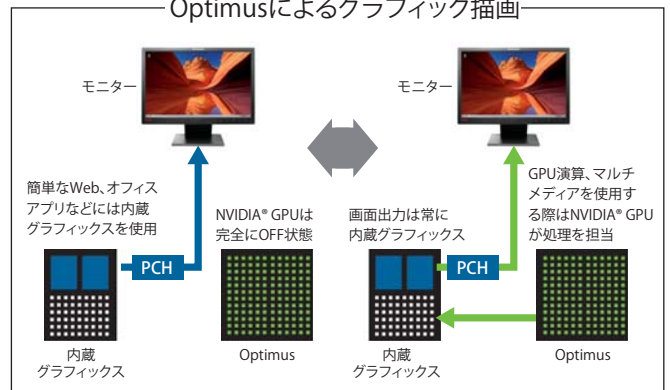 Optimusによるグラフィック描画
モニター
簡単なWeb、オフィス
アプリなどには内蔵
グラフィックスを使用
NVIDIA® GPUは
完全にOFF状態
PCH
内蔵
グラフィックス
Optimus
モニター
画面出力は常に
内蔵グラフィックス
GPU演算、マルチ
メディアを使用す
る際はNVIDIA® GPU
が処理を担当
PCH
内蔵
グラフィックス
Optimus